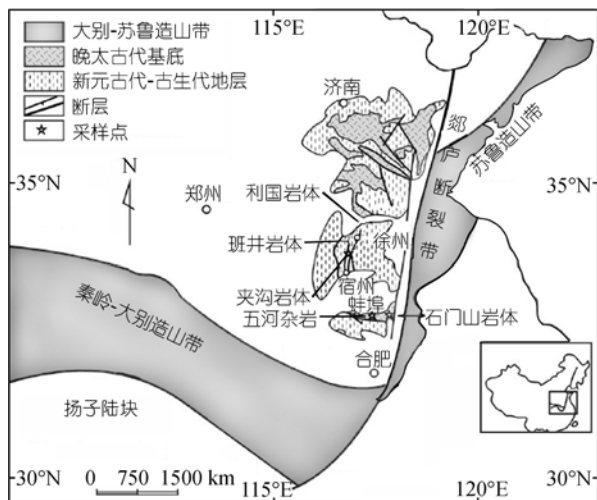 115°E
120°E
大别-苏鲁造山带
晚太古代基底
新元古代-古生代地层
断层
采样点
济南
郯庐断裂带
苏鲁造山带
N
35°N
35°N
郑州
利国岩体
班井岩体
徐州
夹沟岩体
宿州
蚌埠
五河杂岩
石门山岩体
秦岭-大别造山带
合肥
扬子陆块
30°N
0 750 1500 km
30°N
115°E
120°E